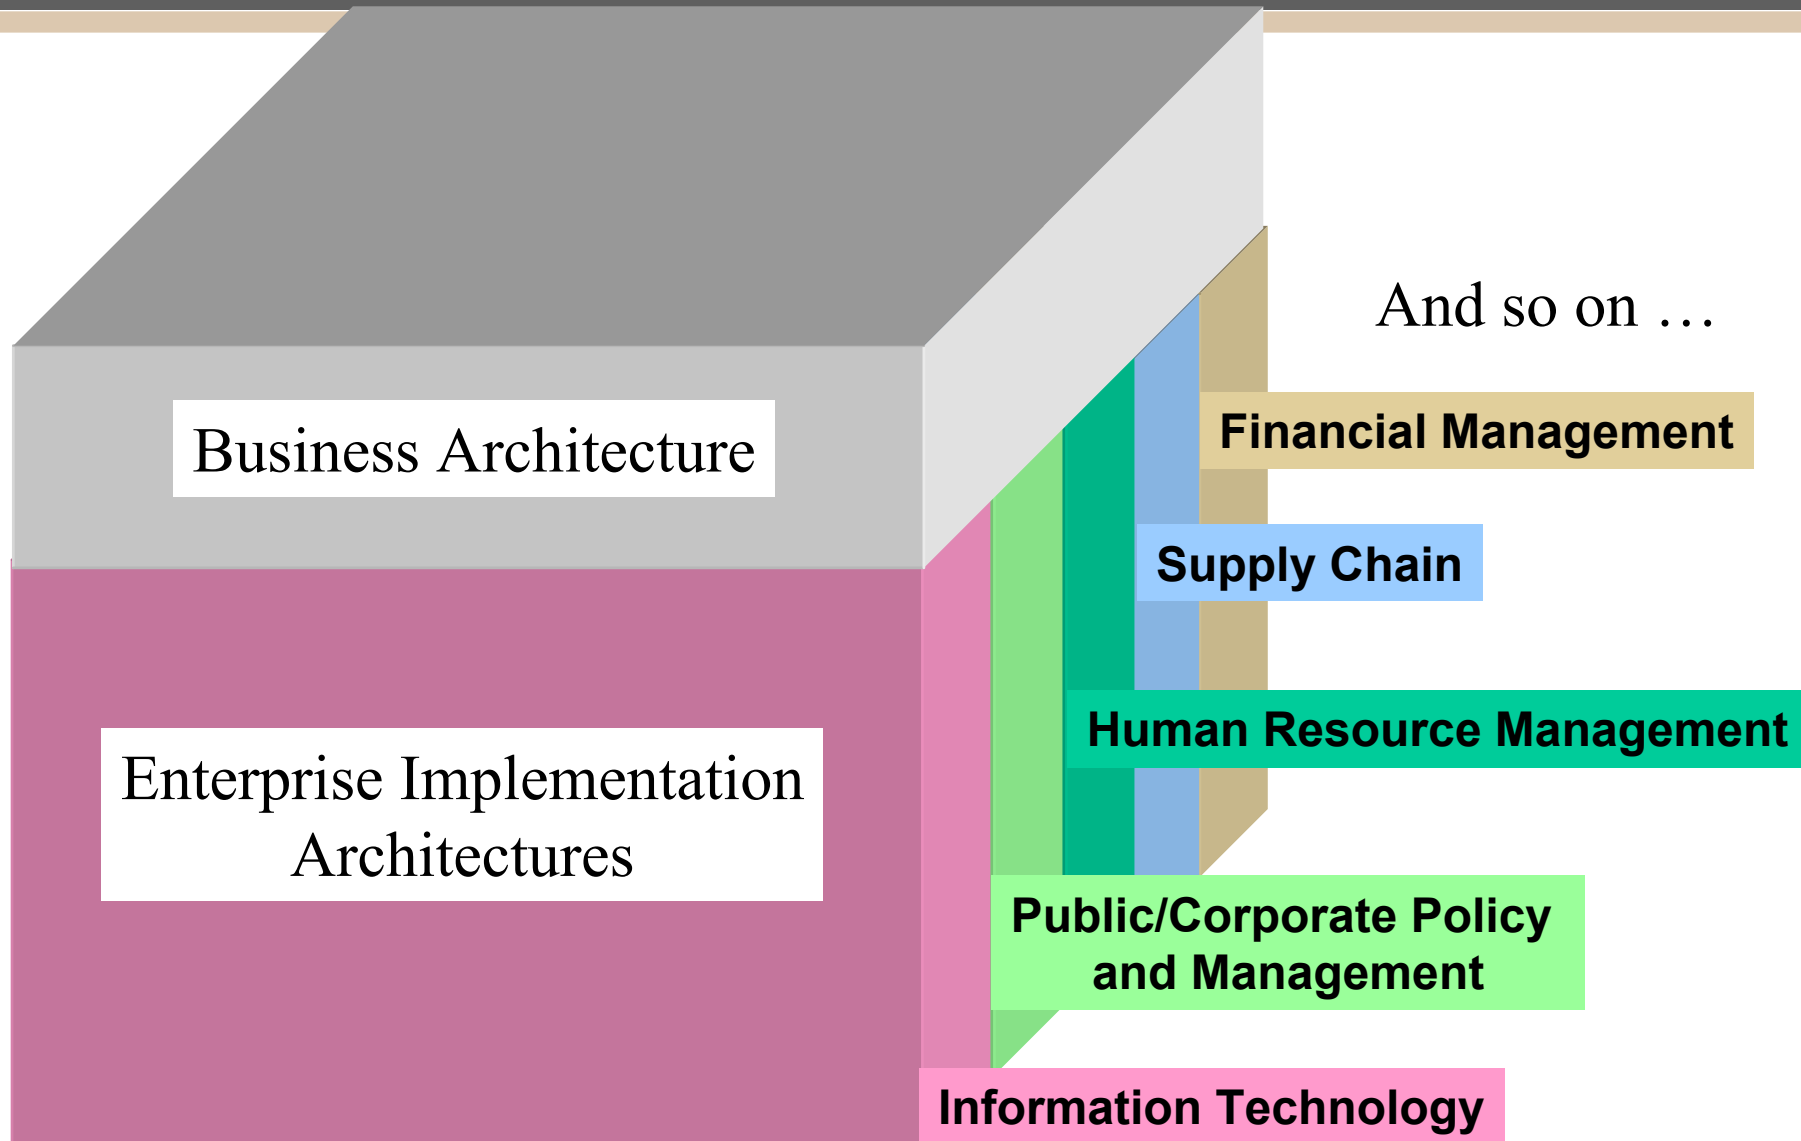 And so on …
Business Architecture
Financial Management
Supply Chain
Human Resource Management
Enterprise Implementation
Architectures
Public/Corporate Policy
and Management
Information Technology